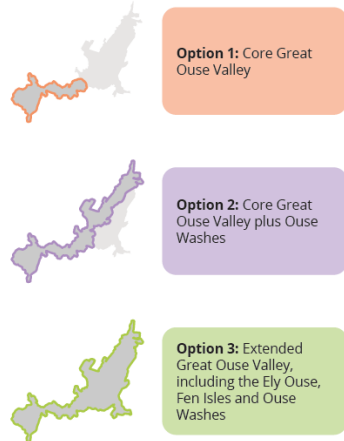 Option 1: Core Great
Ouse Valley
Option 2: Core Great
Ouse Valley plus Ouse
Washes
Option 3: Extended
Great Ouse Valley,
including the Ely Ouse,
Fen Isles and Ouse
Washes